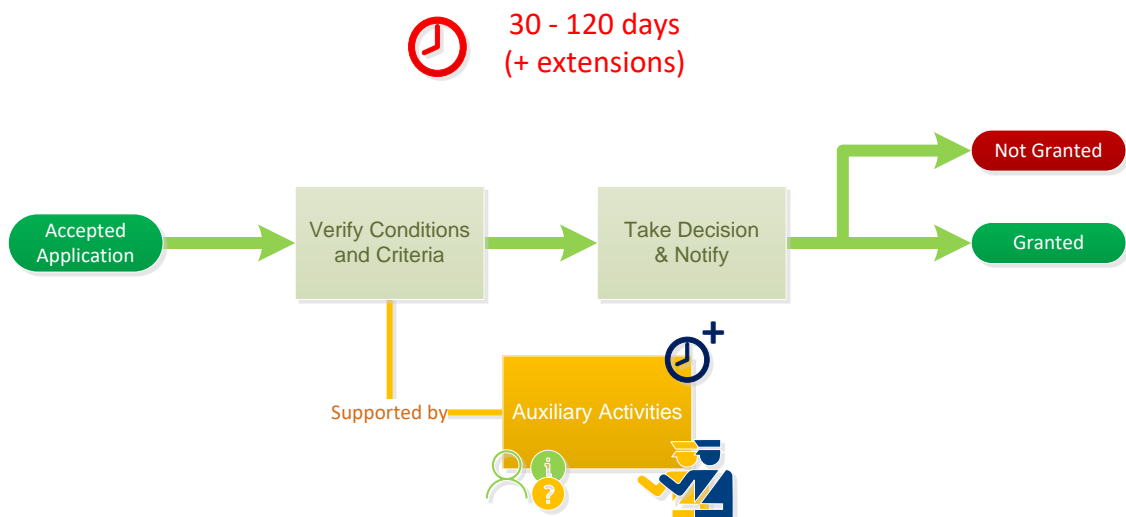 30 - 120 days
(+ extensions)
Not Granted
Accepted
Application
Verify Conditions
and Criteria
Take Decision
& Notify
Granted
Supported by
Auxiliary Activities
i
?